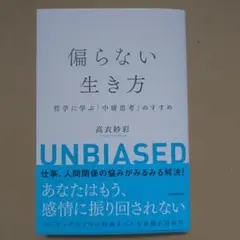 偏らない
生き方
哲学に学ぶ「中庸思考」のすすめ
高衣紗彩
UNBIASED
仕事、人間関係の悩みがみるみる解決!
あなたはもう、
感情に振り回されない